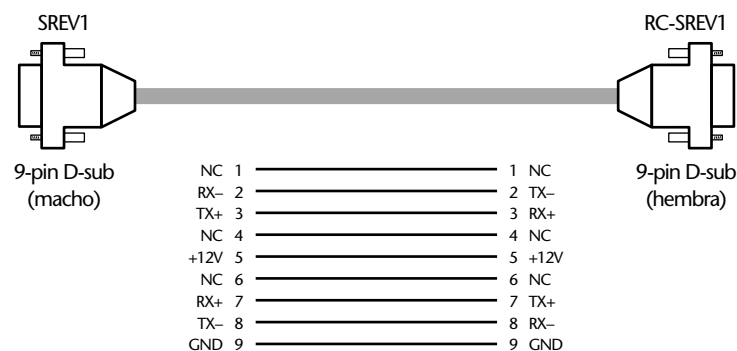 SREV1
RC-SREV1
9-pin D-sub
(macho)
9-pin D-sub
(hembra)
NC 1 1 NC
RX– 2 2 TX–
TX+ 3 3 RX+
NC 4 4 NC
+12V 5 5 +12V
NC 6 6 NC
RX+ 7 7 TX+
TX– 8 8 RX–
GND 9 9 GND